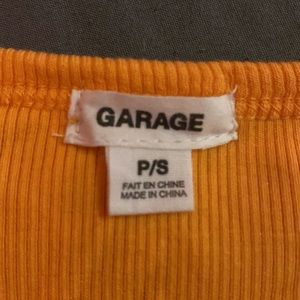 GARAGE
P/S
FAIT EN CHINE
MADE IN CHINA